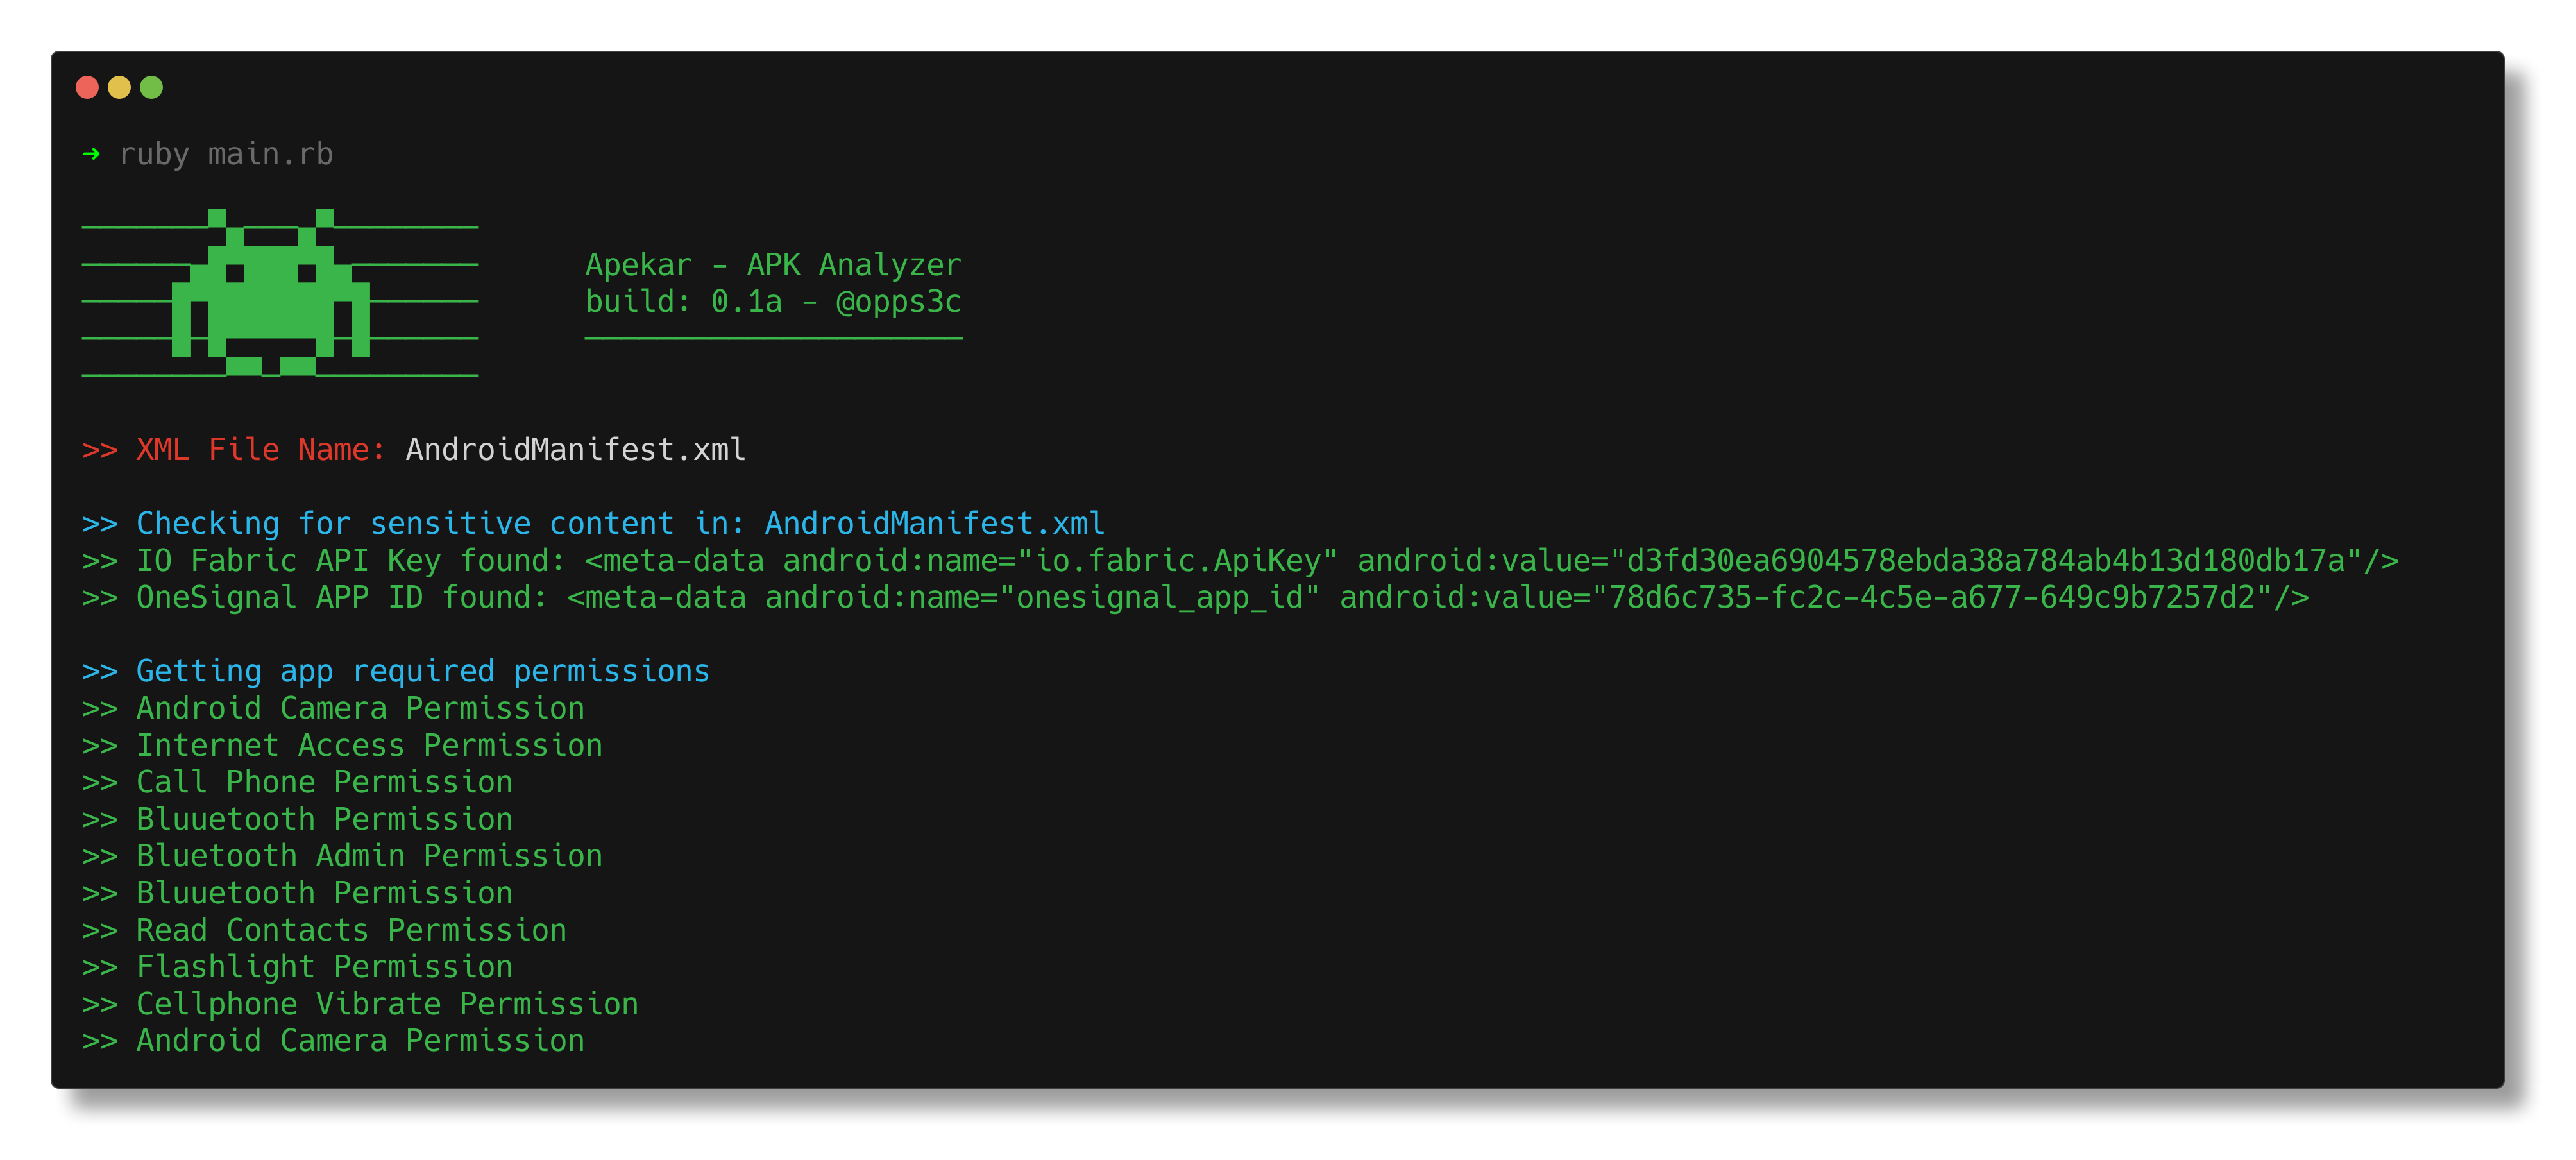 ➜ ruby main.rb
Apekar - APK Analyzer
build: 0.1a - @opps3c
>> XML File Name: AndroidManifest.xml
>> Checking for sensitive content in: AndroidManifest.xml
>> IO Fabric API Key found: <meta-data android:name="io.fabric.ApiKey" android:value="d3fd30ea6904578ebda38a784ab4b13d180db17a"/>
>> OneSignal APP ID found: <meta-data android:name="onesignal_app_id" android:value="78d6c735-fc2c-4c5e-a677-649c9b7257d2"/>
>> Getting app required permissions
>> Android Camera Permission
>> Internet Access Permission
>> Call Phone Permission
>> Bluuetooth Permission
>> Bluetooth Admin Permission
>> Bluuetooth Permission
>> Read Contacts Permission
>> Flashlight Permission
>> Cellphone Vibrate Permission
>> Android Camera Permission